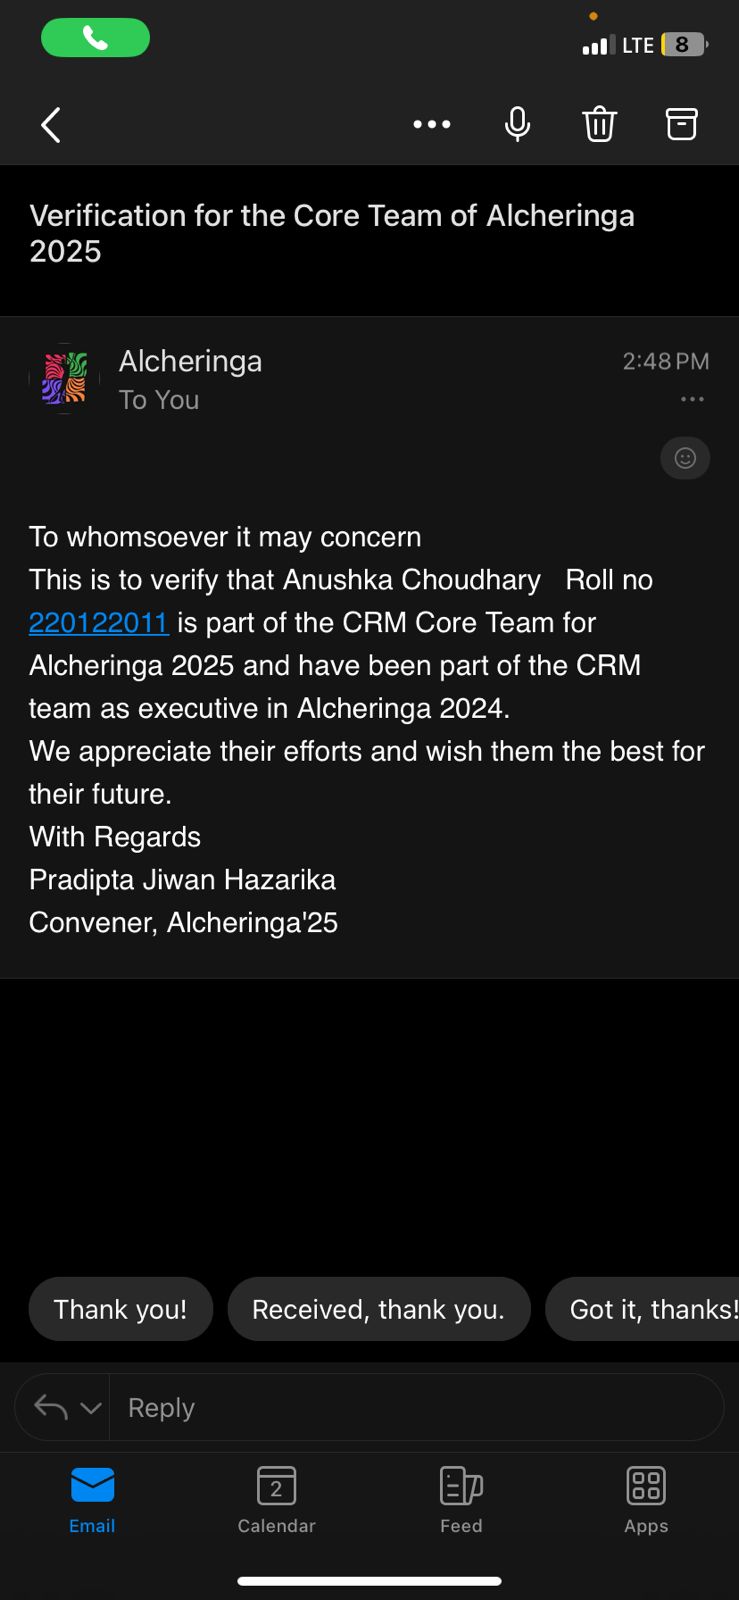 LTE 8
Verification for the Core Team of Alcheringa
2025
Alcheringa
2:48 PM
To You
To whomsoever it may concern
This is to verify that Anushka Choudhary   Roll no
220122011 is part of the CRM Core Team for
Alcheringa 2025 and have been part of the CRM
team as executive in Alcheringa 2024.
We appreciate their efforts and wish them the best for
their future.
With Regards
Pradipta Jiwan Hazarika
Convener, Alcheringa'25
Thank you! Received, thank you. Got it, thanks!
Reply
2
Email Calendar Feed Apps